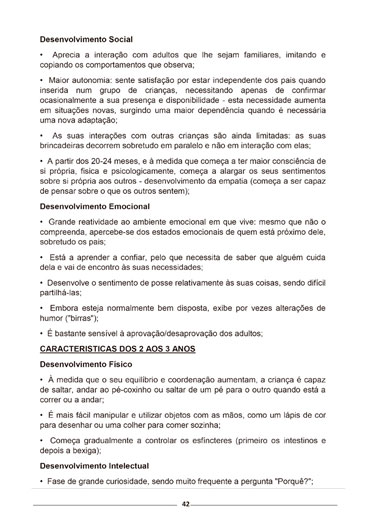 Desenvolvimento Social
• Aprecia a interação com adultos que lhe sejam familiares, imitando e
copiando os comportamentos que observa;
• Maior autonomia: sente satisfação por estar independente dos pais quando
inserida num grupo de crianças, necessitando apenas de confirmar
ocasionalmente a sua presença e disponibilidade - esta necessidade aumenta
em situações novas, surgindo uma maior dependência quando é necessária
uma nova adaptação;
• As suas interações com outras crianças são ainda limitadas: as suas
brincadeiras decorrem sobretudo em paralelo e não em interação com elas;
• A partir dos 20-24 meses, e à medida que começa a ter maior consciência de
si própria, física e psicologicamente, começa a alargar os seus sentimentos
sobre si própria aos outros - desenvolvimento da empatia (começa a ser capaz
de pensar sobre o que os outros sentem);
Desenvolvimento Emocional
• Grande reatividade ao ambiente emocional em que vive: mesmo que não o
compreenda, apercebe-se dos estados emocionais de quem está próximo dele,
sobretudo os pais;
• Está a aprender a confiar, pelo que necessita de saber que alguém cuida
dela e vai de encontro às suas necessidades;
• Desenvolve o sentimento de posse relativamente às suas coisas, sendo difícil
partilhá-las;
• Embora esteja normalmente bem disposta, exibe por vezes alterações de
humor ("birras");
• É bastante sensível à aprovação/desaprovação dos adultos;
CARACTERISTICAS DOS 2 AOS 3 ANOS
Desenvolvimento Físico
• À medida que o seu equilíbrio e coordenação aumentam, a criança é capaz
de saltar, andar ao pé-coxinho ou saltar de um pé para o outro quando está a
correr ou a andar;
• É mais fácil manipular e utilizar objetos com as mãos, como um lápis de cor
para desenhar ou uma colher para comer sozinha;
• Começa gradualmente a controlar os esfíncteres (primeiro os intestinos e
depois a bexiga);
Desenvolvimento Intelectual
• Fase de grande curiosidade, sendo muito frequente a pergunta "Porquê?";
42